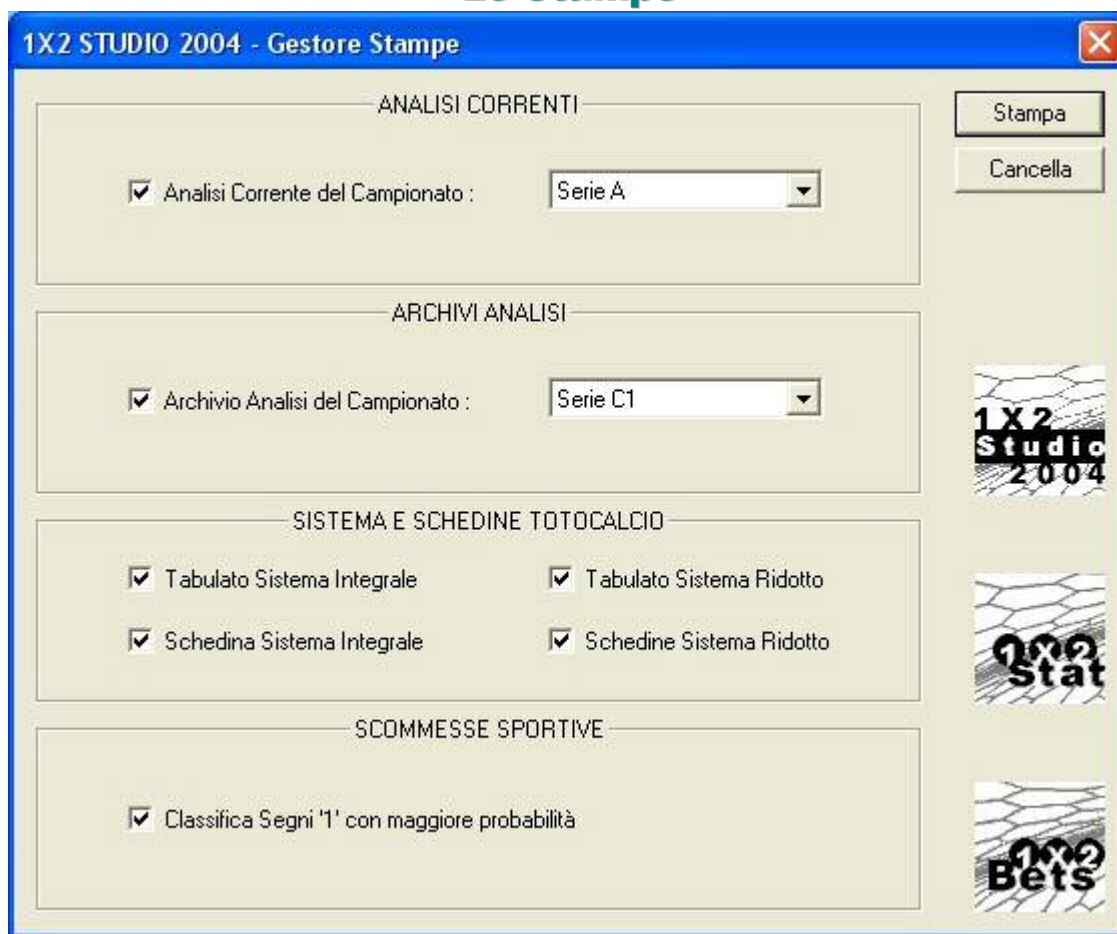 Le Stampe
1X2 STUDIO 2004 - Gestore Stampe
ANALISI CORRENTI
Stampa
Cancella
Analisi Corrente del Campionato :
Serie A
ARCHIVI ANALISI
Archivio Analisi del Campionato :
Serie C1
1X2
Studio
2004
SISTEMA E SCHEDINE TOTOCALCIO
Tabulato Sistema Integrale
Tabulato Sistema Ridotto
Schedina Sistema Integrale
Schedine Sistema Ridotto
1X2
Stat
SCOMMESSE SPORTIVE
Classifica Segni '1' con maggiore probabilità
1X2
Bets